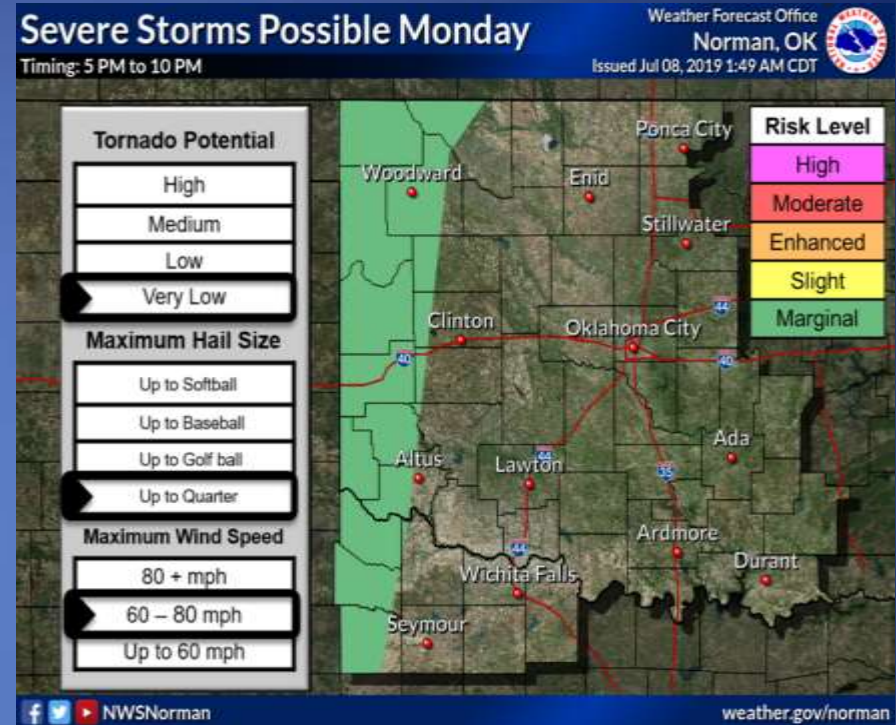 Severe Storms Possible Monday
Timing: 5 PM to 10 PM
Weather Forecast Office
Norman, OK
Issued Jul 08, 2019 1:49 AM CDT
Tornado Potential
High
Medium
Low
Very Low
Maximum Hail Size
Up to Softball
Up to Baseball
Up to Golf ball
Up to Quarter
Maximum Wind Speed
80 + mph
60 – 80 mph
Up to 60 mph
Risk Level
High
Moderate
Enhanced
Slight
Marginal
Ponca City
Woodward
Enid
Stillwater
44
Clinton
Oklahoma City
40
40
Ada
Altus
Lawton
44
35
Ardmore
44
Durant
Wichita Falls
Seymour
NWSNorman
weather.gov/norman